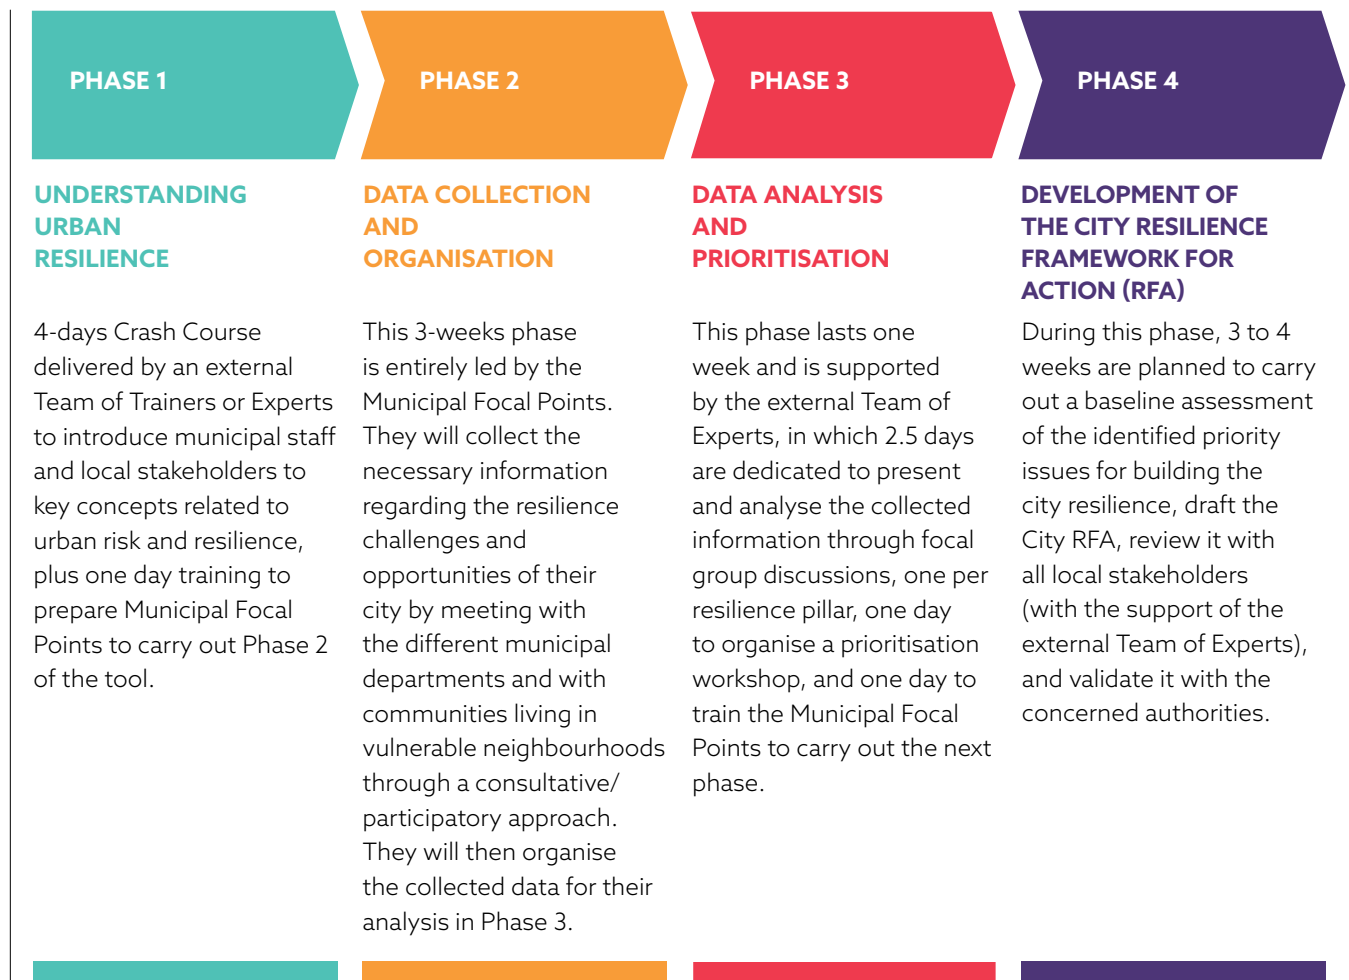 PHASE 1
UNDERSTANDING
URBAN
RESILIENCE
4-days Crash Course
delivered by an external
Team of Trainers or Experts
to introduce municipal staff
and local stakeholders to
key concepts related to
urban risk and resilience,
plus one day training to
prepare Municipal Focal
Points to carry out Phase 2
of the tool.
PHASE 2
DATA COLLECTION
AND
ORGANISATION
This 3-weeks phase
is entirely led by the
Municipal Focal Points.
They will collect the
necessary information
regarding the resilience
challenges and
opportunities of their
city by meeting with
the different municipal
departments and with
communities living in
vulnerable neighbourhoods
through a consultative/
participatory approach.
They will then organise
the collected data for their
analysis in Phase 3.
PHASE 3
DATA ANALYSIS
AND
PRIORITISATION
This phase lasts one
week and is supported
by the external Team of
Experts, in which 2.5 days
are dedicated to present
and analyse the collected
information through focal
group discussions, one per
resilience pillar, one day
to organise a prioritisation
workshop, and one day to
train the Municipal Focal
Points to carry out the next
phase.
PHASE 4
DEVELOPMENT OF
THE CITY RESILIENCE
FRAMEWORK FOR
ACTION (RFA)
During this phase, 3 to 4
weeks are planned to carry
out a baseline assessment
of the identified priority
issues for building the
city resilience, draft the
City RFA, review it with
all local stakeholders
(with the support of the
external Team of Experts),
and validate it with the
concerned authorities.